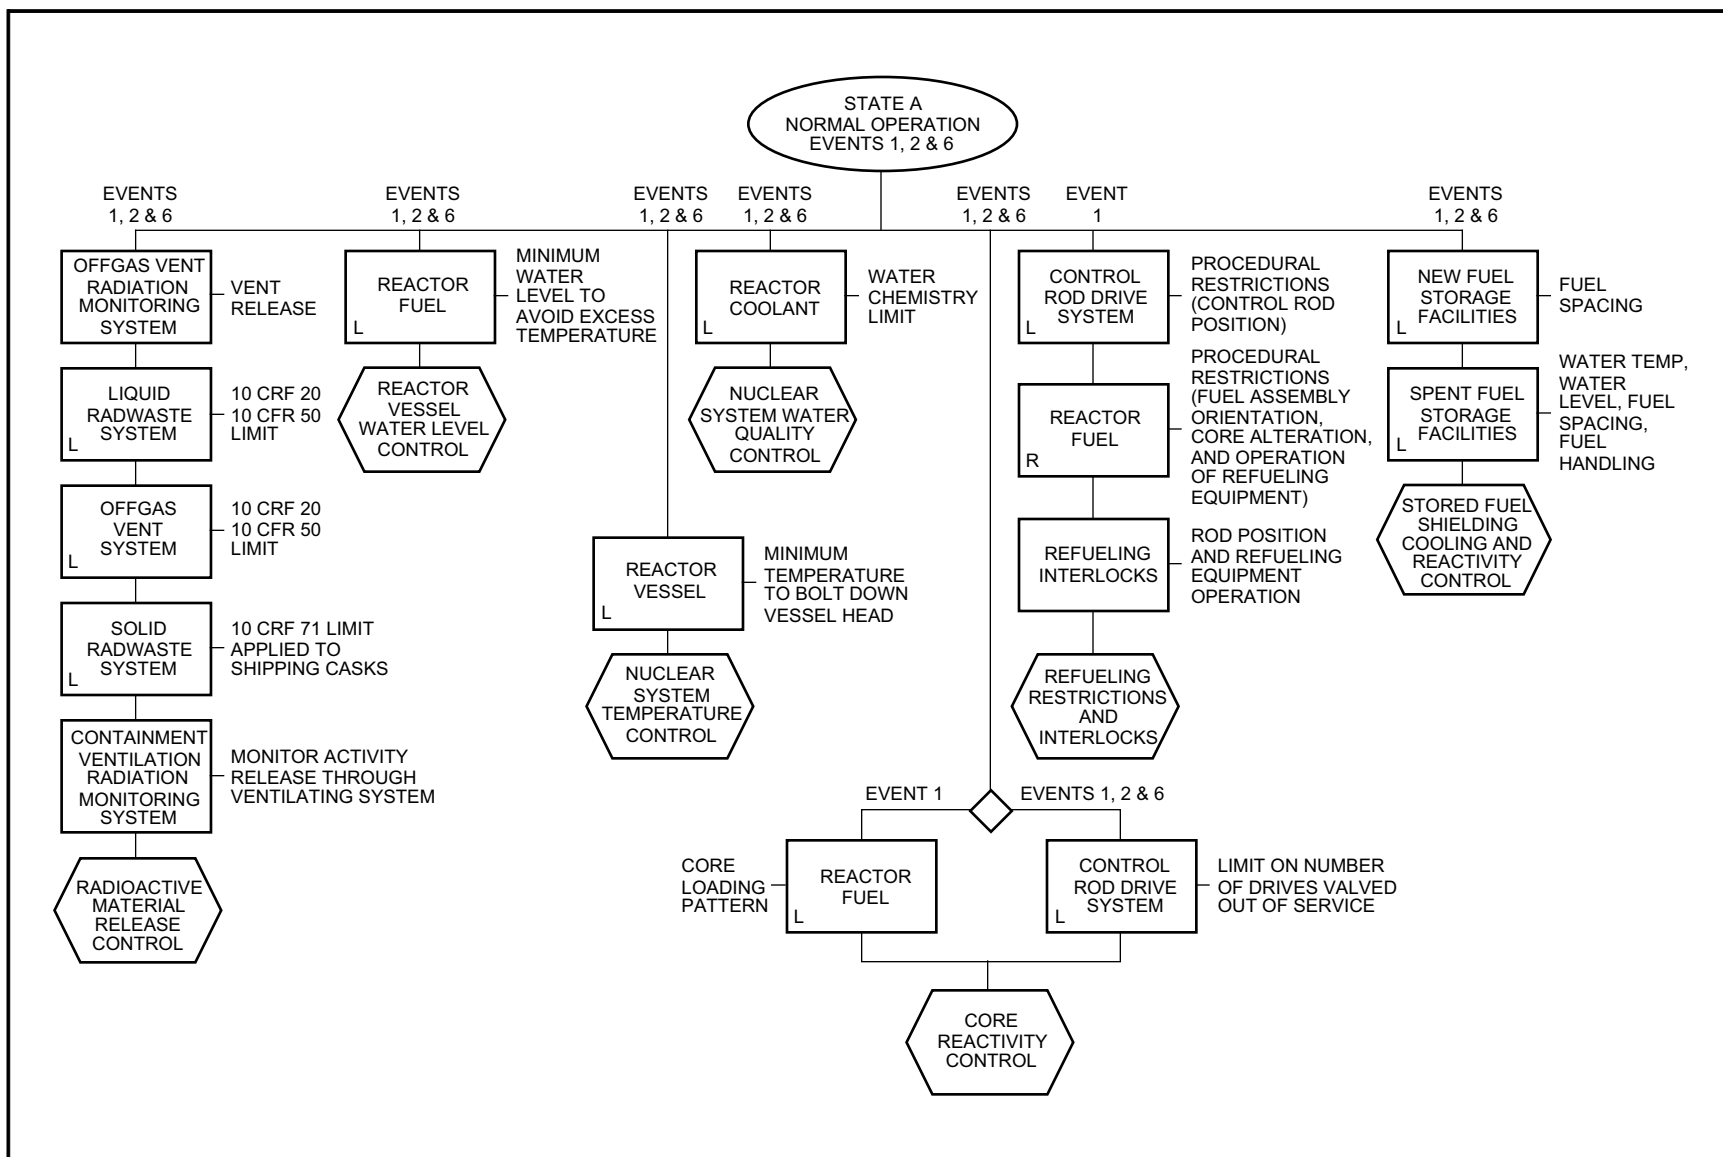 STATE A
NORMAL OPERATION
EVENTS 1, 2 & 6
EVENTS
1, 2 & 6
EVENTS
1, 2 & 6
EVENTS
1, 2 & 6
EVENTS
1, 2 & 6
EVENTS
1, 2 & 6
EVENT
1
EVENTS
1, 2 & 6
OFFGAS VENT
RADIATION
MONITORING
SYSTEM
VENT
RELEASE
LIQUID
RADWASTE
SYSTEM
L
10 CRF 20
10 CFR 50
LIMIT
OFFGAS
VENT
SYSTEM
L
10 CRF 20
10 CFR 50
LIMIT
SOLID
RADWASTE
SYSTEM
L
10 CRF 71 LIMIT
APPLIED TO
SHIPPING CASKS
CONTAINMENT
VENTILATION
RADIATION
MONITORING
SYSTEM
MONITOR ACTIVITY
RELEASE THROUGH
VENTILATING SYSTEM
RADIOACTIVE
MATERIAL
RELEASE
CONTROL
REACTOR
FUEL
L
MINIMUM
WATER
LEVEL TO
AVOID EXCESS
TEMPERATURE
REACTOR
VESSEL
WATER LEVEL
CONTROL
REACTOR
VESSEL
L
MINIMUM
TEMPERATURE
TO BOLT DOWN
VESSEL HEAD
NUCLEAR
SYSTEM
TEMPERATURE
CONTROL
REACTOR
COOLANT
L
WATER
CHEMISTRY
LIMIT
NUCLEAR
SYSTEM WATER
QUALITY
CONTROL
EVENT 1
EVENTS 1, 2 & 6
CORE
LOADING
PATTERN
REACTOR
FUEL
L
CONTROL
ROD DRIVE
SYSTEM
L
LIMIT ON NUMBER
OF DRIVES VALVED
OUT OF SERVICE
CORE
REACTIVITY
CONTROL
CONTROL
ROD DRIVE
SYSTEM
L
PROCEDURAL
RESTRICTIONS
(CONTROL ROD
POSITION)
REACTOR
FUEL
R
PROCEDURAL
RESTRICTIONS
(FUEL ASSEMBLY
ORIENTATION,
CORE ALTERATION,
AND OPERATION
OF REFUELING
EQUIPMENT)
REFUELING
INTERLOCKS
ROD POSITION
AND REFUELING
EQUIPMENT
OPERATION
REFUELING
RESTRICTIONS
AND
INTERLOCKS
NEW FUEL
STORAGE
FACILITIES
L
FUEL
SPACING
SPENT FUEL
STORAGE
FACILITIES
L
WATER TEMP,
WATER
LEVEL, FUEL
SPACING,
FUEL
HANDLING
STORED FUEL
SHIELDING
COOLING AND
REACTIVITY
CONTROL